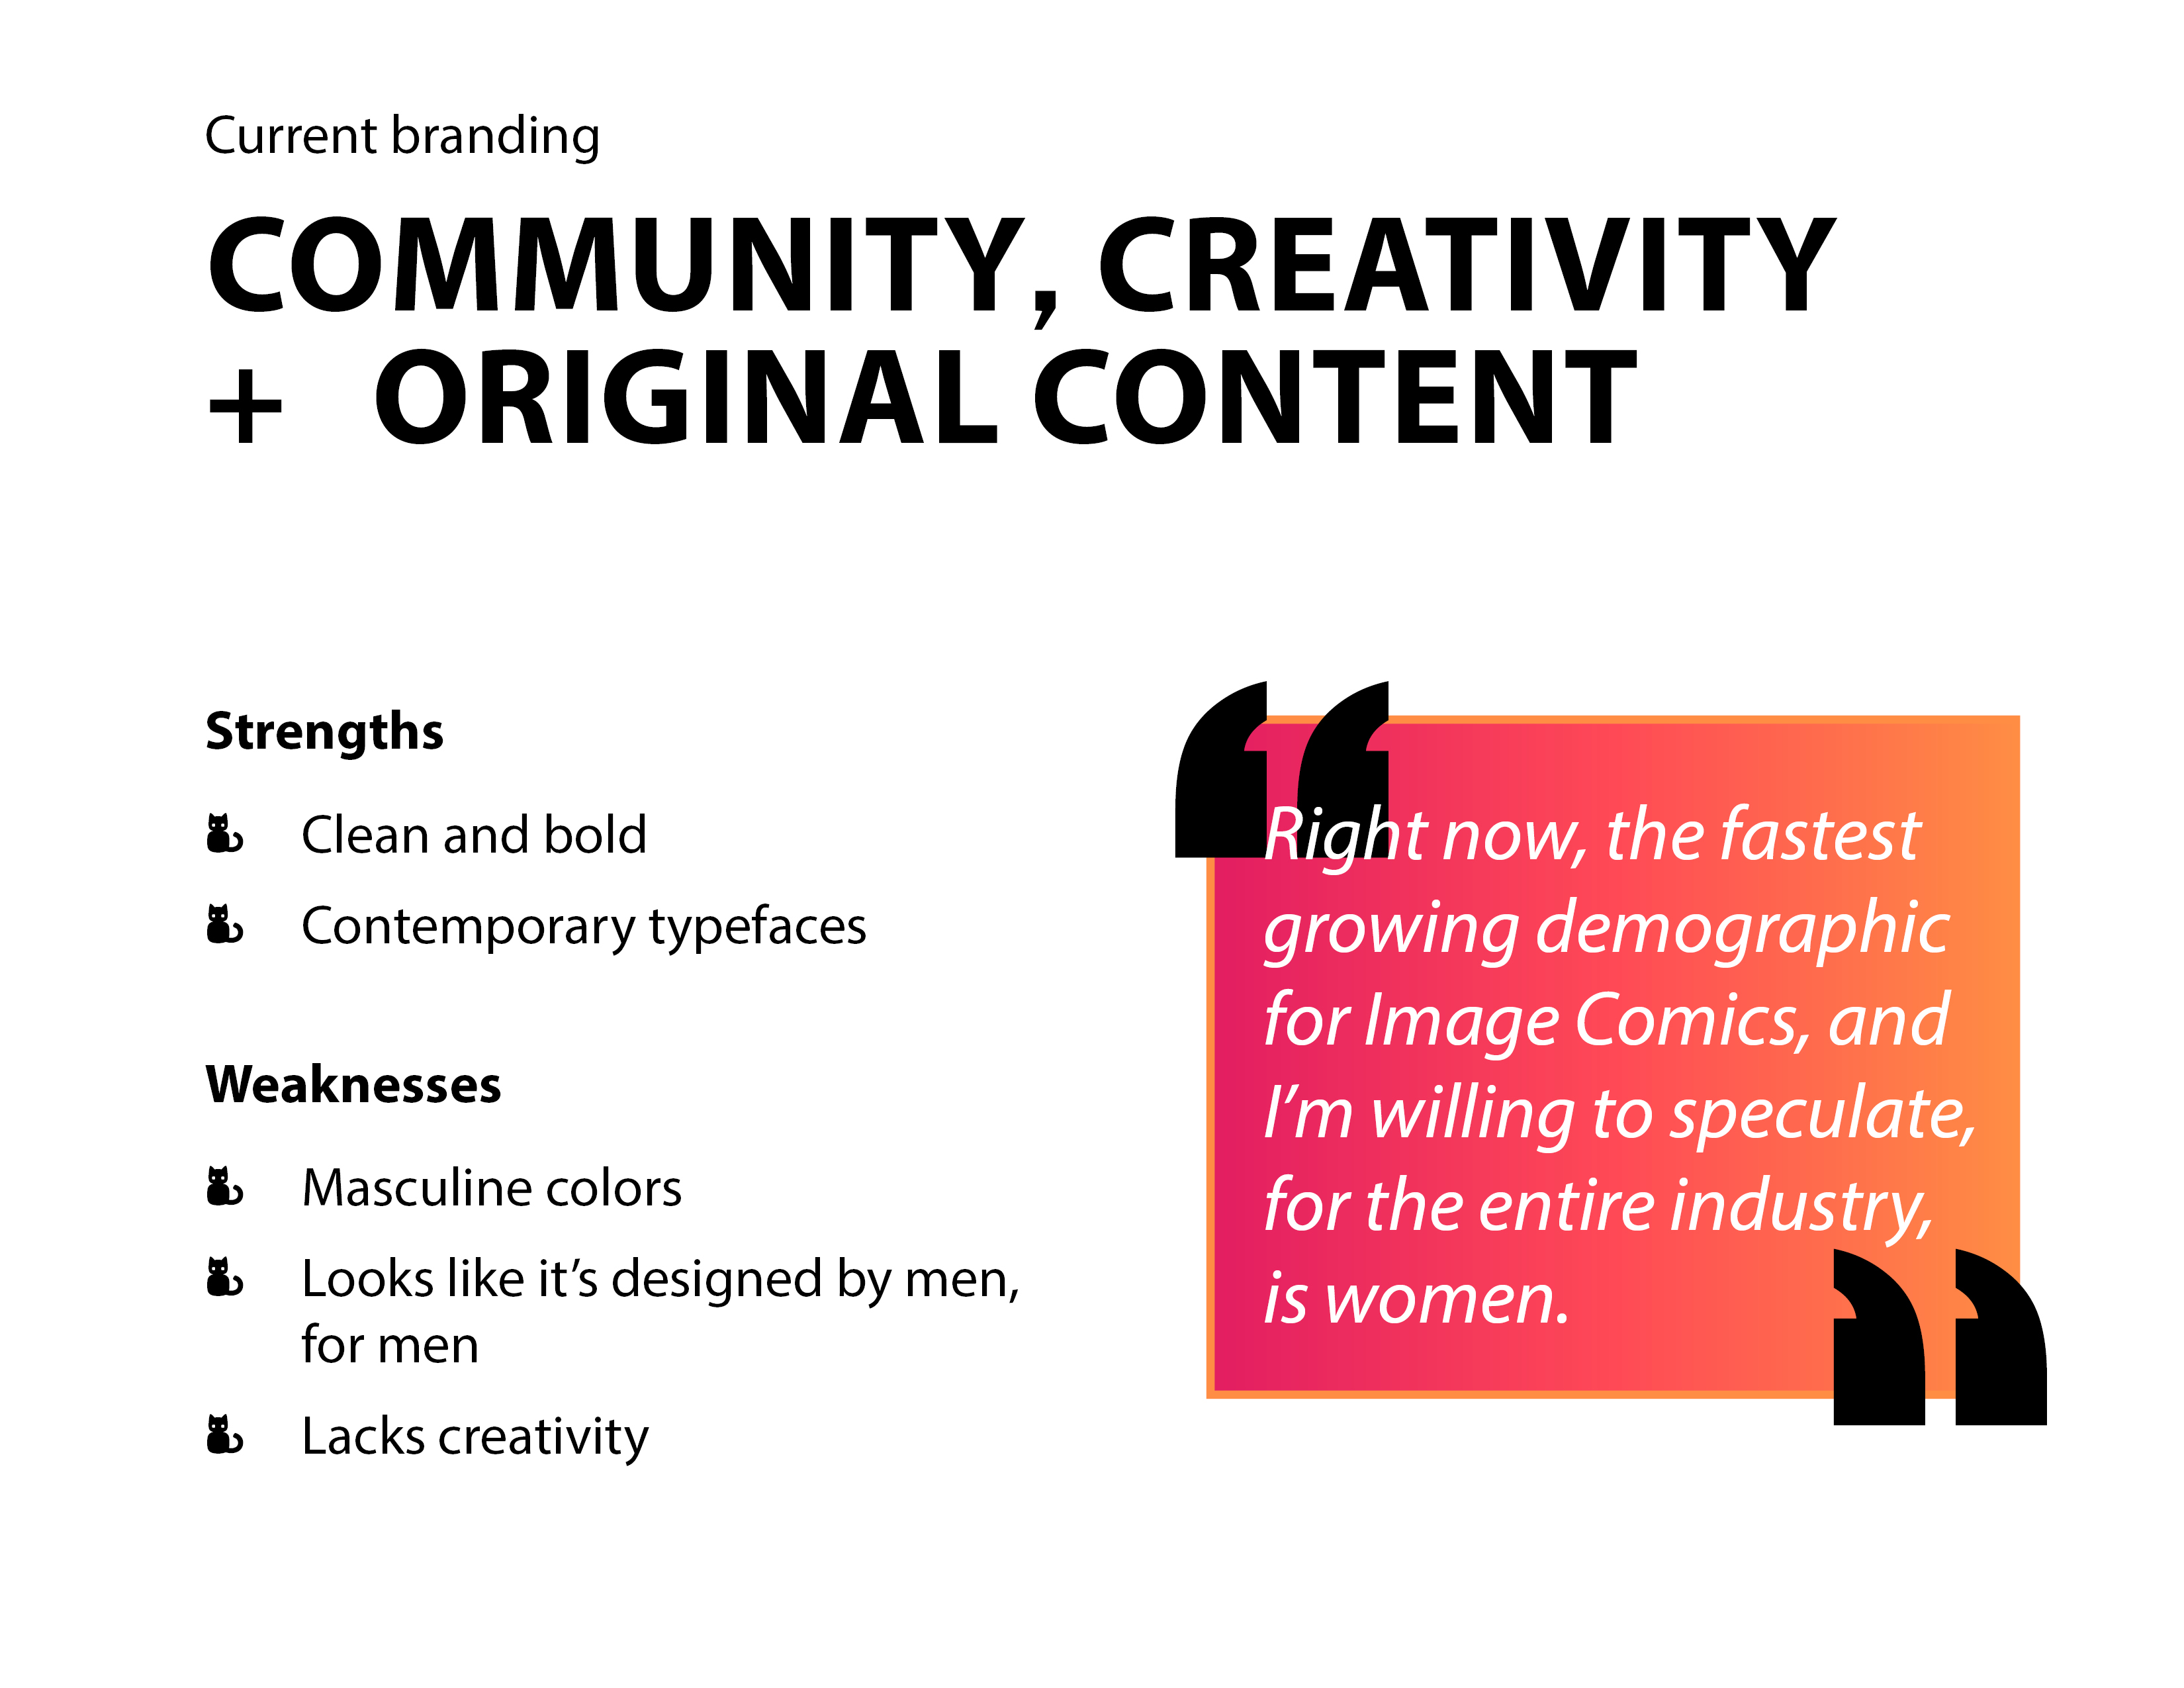 Current branding
COMMUNITY, CREATIVITY
+ ORIGINAL CONTENT
Strengths
Clean and bold
Contemporary typefaces
Weaknesses
Masculine colors
Looks like it’s designed by men,
for men
Lacks creativity
“
Right now, the fastest
growing demographic
for Image Comics, and
I’m willing to speculate,
for the entire industry,
is women.
”